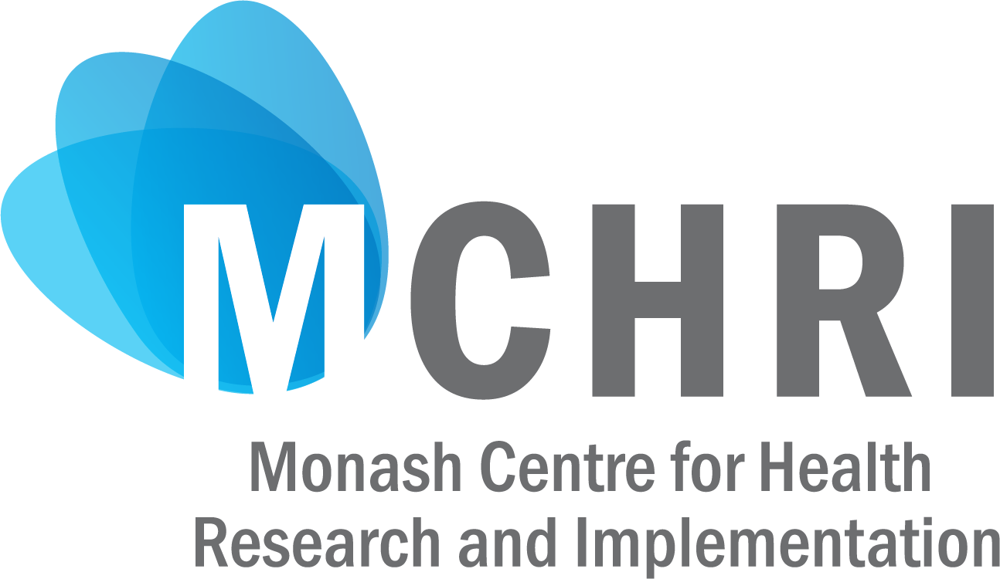 MCHRI
Monash Centre for Health
Research and Implementation